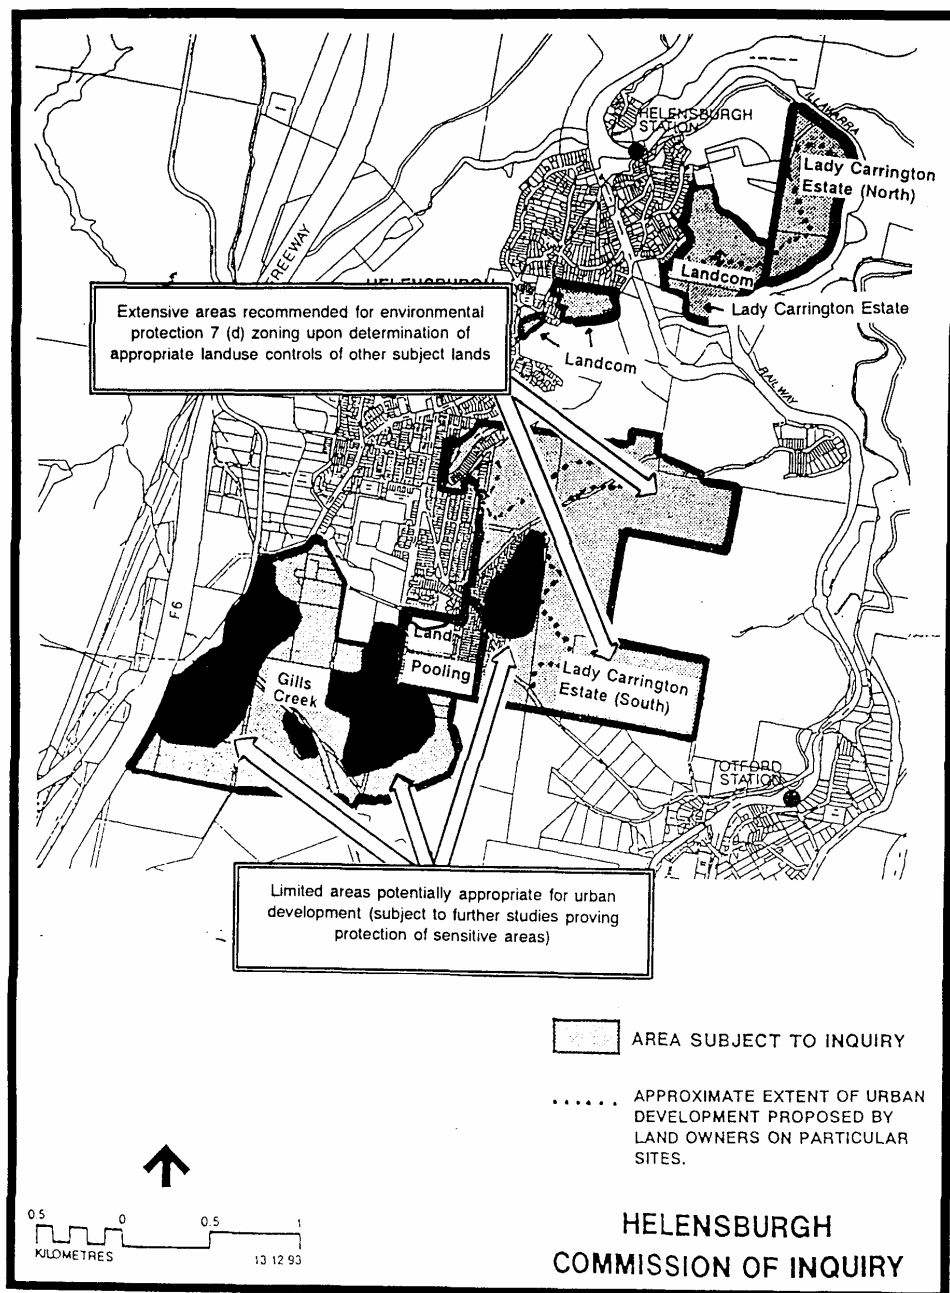 HELENSBURGH
STATION
ILLAWARRA
Lady Carrington
Estate (North)
FREEWAY
Landcom
Lady Carrington Estate
HELENSBURGH
Extensive areas recommended for environmental
protection 7 (d) zoning upon determination of
appropriate landuse controls of other subject lands
Landcom
RAILWAY
F6
Land
Pooling
Gills
Creek
Lady Carrington
Estate (South)
OTFORD
STATION
Limited areas potentially appropriate for urban
development (subject to further studies proving
protection of sensitive areas)
AREA SUBJECT TO INQUIRY
APPROXIMATE EXTENT OF URBAN
DEVELOPMENT PROPOSED BY
LAND OWNERS ON PARTICULAR
SITES.
0.5 0 0.5 1
KILOMETRES
13 12 93
HELENSBURGH
COMMISSION OF INQUIRY